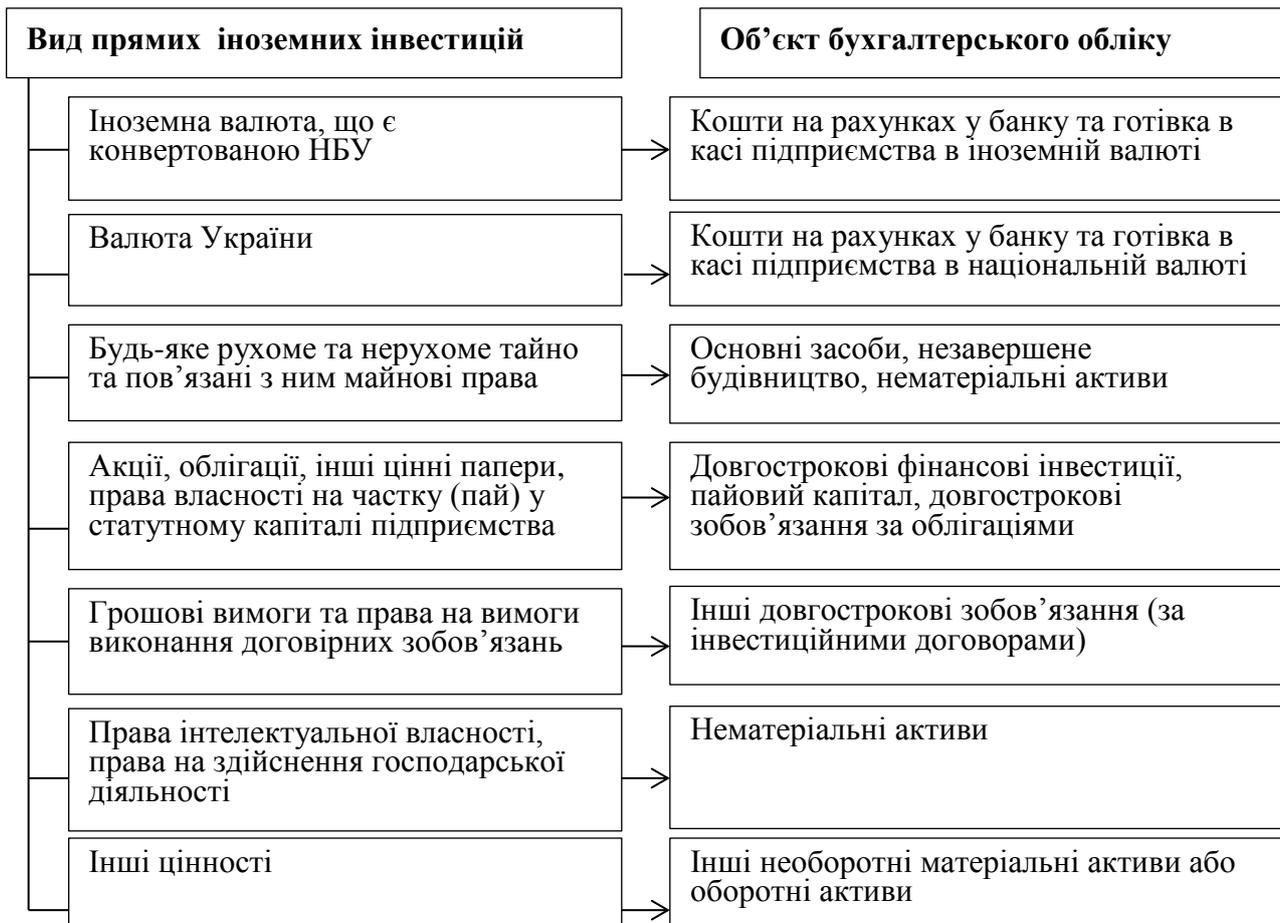 Вид прямих іноземних інвестицій
Об’єкт бухгалтерського обліку
Іноземна валюта, що є
конвертованою НБУ
Кошти на рахунках у банку та готівка в
касі підприємства в іноземній валюті
Валюта України
Кошти на рахунках у банку та готівка в
касі підприємства в національній валюті
Будь-яке рухоме та нерухоме тайно
та пов’язані з ним майнові права
Основні засоби, незавершене
будівництво, нематеріальні активи
Акції, облігації, інші цінні папери,
права власності на частку (пай) у
статутному капіталі підприємства
Довгострокові фінансові інвестиції,
пайовий капітал, довгострокові
зобов’язання за облігаціями
Грошові вимоги та права на вимоги
виконання договірних зобов’язань
Інші довгострокові зобов’язання (за
інвестиційними договорами)
Права інтелектуальної власності,
права на здійснення господарської
діяльності
Нематеріальні активи
Інші цінності
Інші необоротні матеріальні активи або
оборотні активи